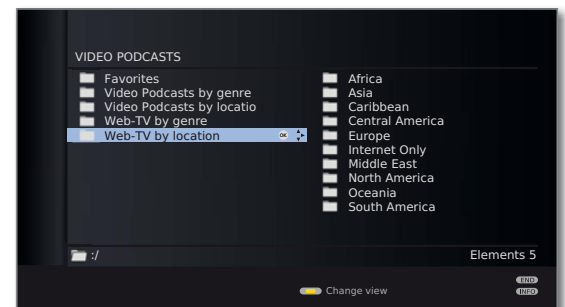 VIDEO PODCASTS
Favorites
Video Podcasts by genre
Video Podcasts by locatio
Web-TV by genre
Web-TV by location OK
Africa
Asia
Caribbean
Central America
Europe
Internet Only
Middle East
North America
Oceania
South America
:/
Elements 5
Change view
END
INFO